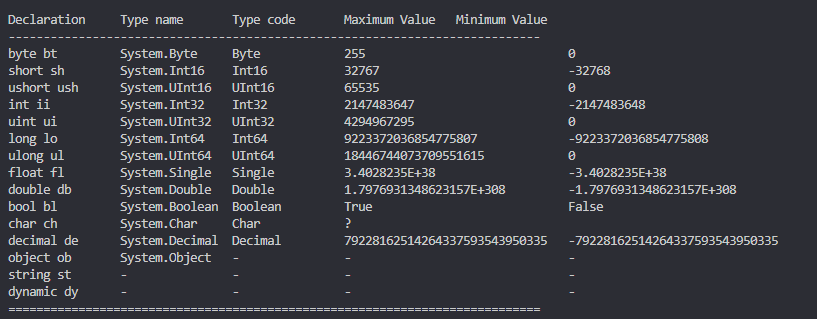 Declaration     Type name       Type code       Maximum Value   Minimum Value
----------------------------------------------------------------------------
byte bt         System.Byte     Byte            255                             0
short sh        System.Int16    Int16           32767                           -32768
ushort ush      System.UInt16   UInt16          65535                           0
int ii          System.Int32    Int32           2147483647                      -2147483648
uint ui         System.UInt32   UInt32          4294967295                      0
long lo         System.Int64    Int64           9223372036854775807             -9223372036854775808
ulong ul        System.UInt64   UInt64          18446744073709551615            0
float fl        System.Single   Single          3.4028235E+38                   -3.4028235E+38
double db       System.Double   Double          1.7976931348623157E+308         -1.7976931348623157E+308
bool bl         System.Boolean  Boolean         True                            False
char ch         System.Char     Char            ?
decimal de      System.Decimal  Decimal         79228162514264337593543950335   -79228162514264337593543950335
object ob       System.Object   -               -                               -
string st       -               -               -                               -
dynamic dy      -               -               -                               -
============================================================================